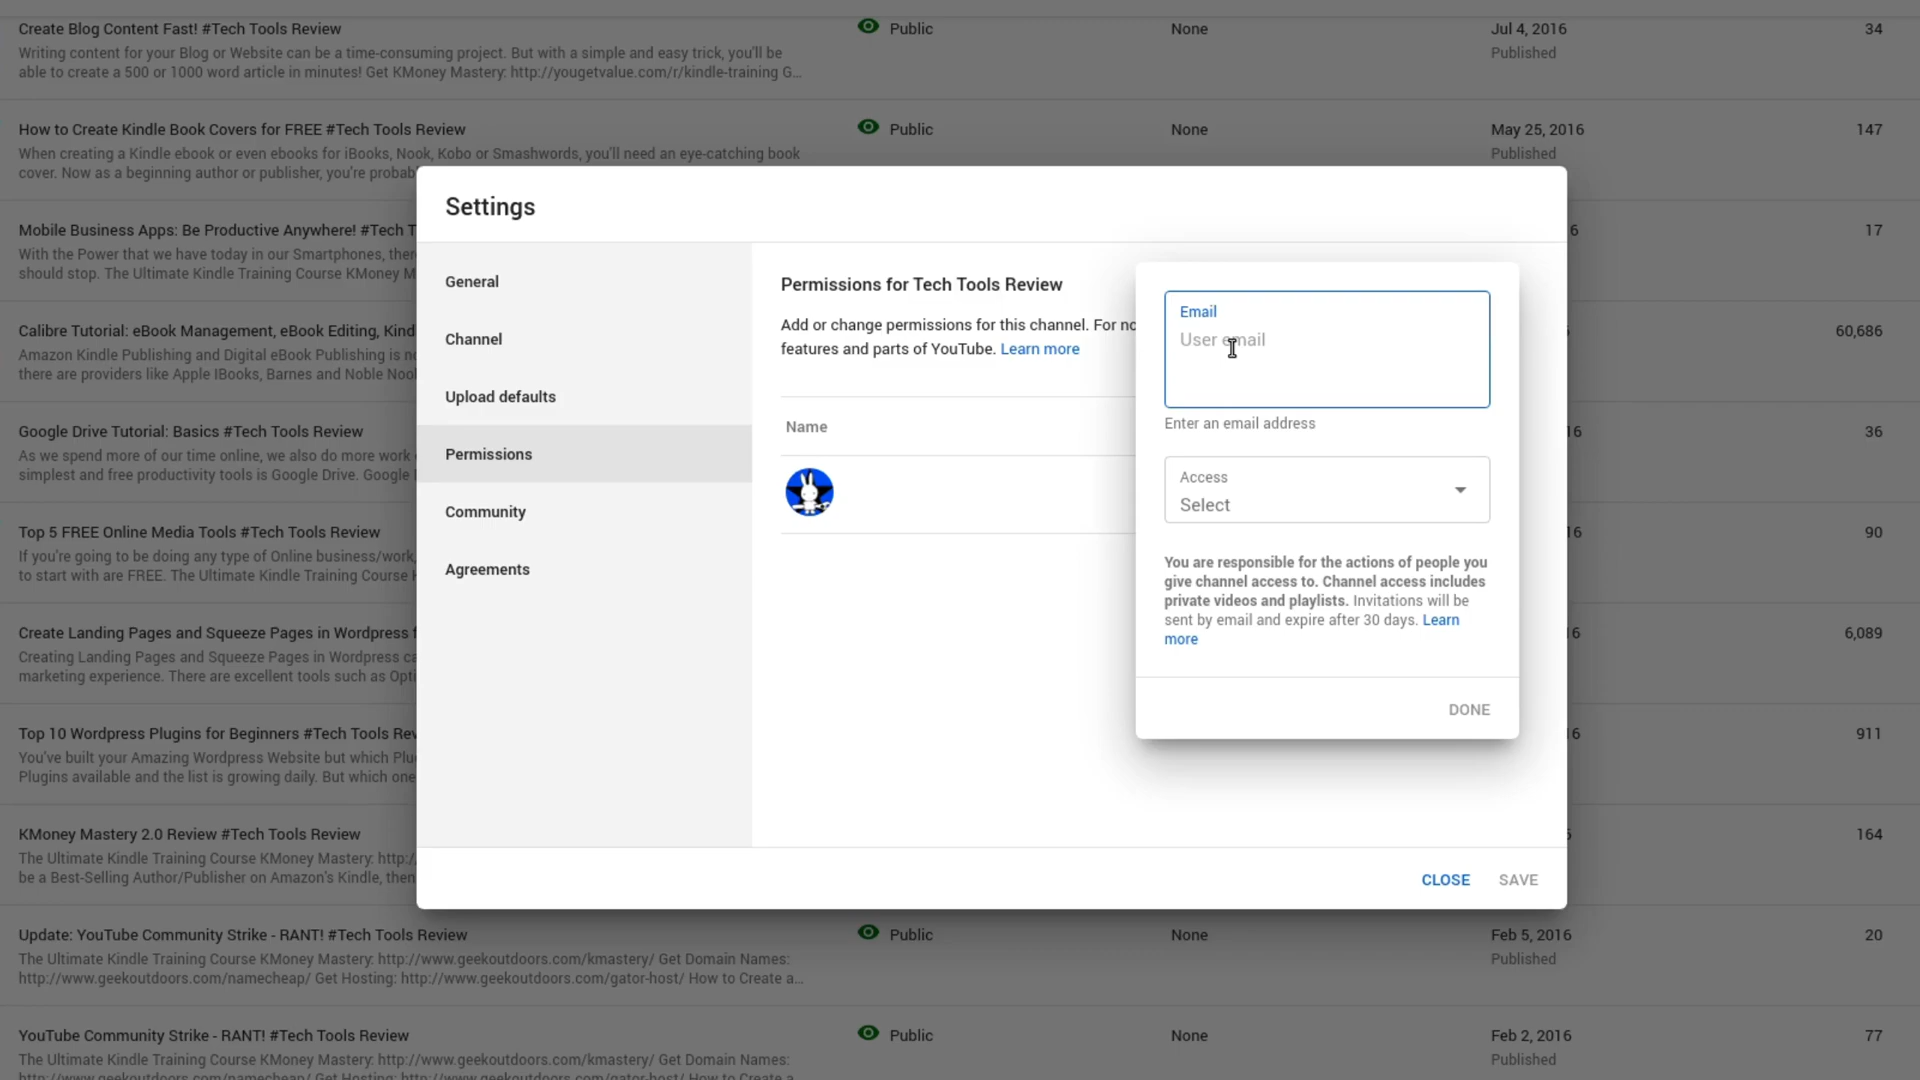 Create Blog Content Fast! #Tech Tools Review
Public
None
Jul 4, 2016
34
Writing content for your Blog or Website can be a time-consuming project. But with a simple and easy trick, you'll be
Published
able to create a 500 or 1000 word article in minutes! Get KMoney Mastery: http://yougetvalue.com/r/kindle-training G...
How to Create Kindle Book Covers for FREE #Tech Tools Review
Public
None
May 25, 2016
147
When creating a Kindle ebook or even ebooks for iBooks, Nook, Kobo or Smashwords, you'll need an eye-catching book
Published
cover. Now as a beginning author or publisher, you're probab
Mobile Business Apps: Be Productive Anywhere! #Tech T
6
17
With the Power that we have today in our Smartphones, ther
should stop. The Ultimate Kindle Training Course KMoney M
Calibre Tutorial: eBook Management, eBook Editing, Kind
60,686
Amazon Kindle Publishing and Digital eBook Publishing is n
there are providers like Apple IBooks, Barnes and Noble Nool
Google Drive Tutorial: Basics #Tech Tools Review
16
36
As we spend more of our time online, we also do more work
simplest and free productivity tools is Google Drive. Google
Top 5 FREE Online Media Tools #Tech Tools Review
16
90
If you're going to be doing any type of Online business/work,
to start with are FREE. The Ultimate Kindle Training Course
Create Landing Pages and Squeeze Pages in Wordpress f
16
6,089
Creating Landing Pages and Squeeze Pages in Wordpress ca
marketing experience. There are excellent tools such as Opti
Top 10 Wordpress Plugins for Beginners #Tech Tools Rev
16
911
You've built your Amazing Wordpress Website but which Plu
Plugins available and the list is growing daily. But which one
KMoney Mastery 2.0 Review #Tech Tools Review
164
The Ultimate Kindle Training Course KMoney Mastery: http:/
be a Best-Selling Author/Publisher on Amazon's Kindle, then
Update: YouTube Community Strike - RANT! #Tech Tools Review
Public
None
Feb 5, 2016
20
The Ultimate Kindle Training Course KMoney Mastery: http://www.geekoutdoors.com/kmastery/ Get Domain Names:
Published
http://www.geekoutdoors.com/namecheap/ Get Hosting: http://www.geekoutdoors.com/gator-host/ How to Create a...
YouTube Community Strike - RANT! #Tech Tools Review
Public
None
Feb 2, 2016
77
The Ultimate Kindle Training Course KMoney Mastery: http://www.geekoutdoors.com/kmastery/ Get Domain Names:
Published
http://www.geekoutdoors.com/namecheap/ Get Hosting: http://www.geekoutdoors.com/gator-host/ How to Create a
Settings
General
Channel
Upload defaults
Permissions
Community
Agreements
Permissions for Tech Tools Review
Add or change permissions for this channel. For no
features and parts of YouTube. Learn more
Name
Email
User email
Enter an email address
Access
Select
You are responsible for the actions of people you
give channel access to. Channel access includes
private videos and playlists. Invitations will be
sent by email and expire after 30 days. Learn
more
DONE
CLOSE
SAVE